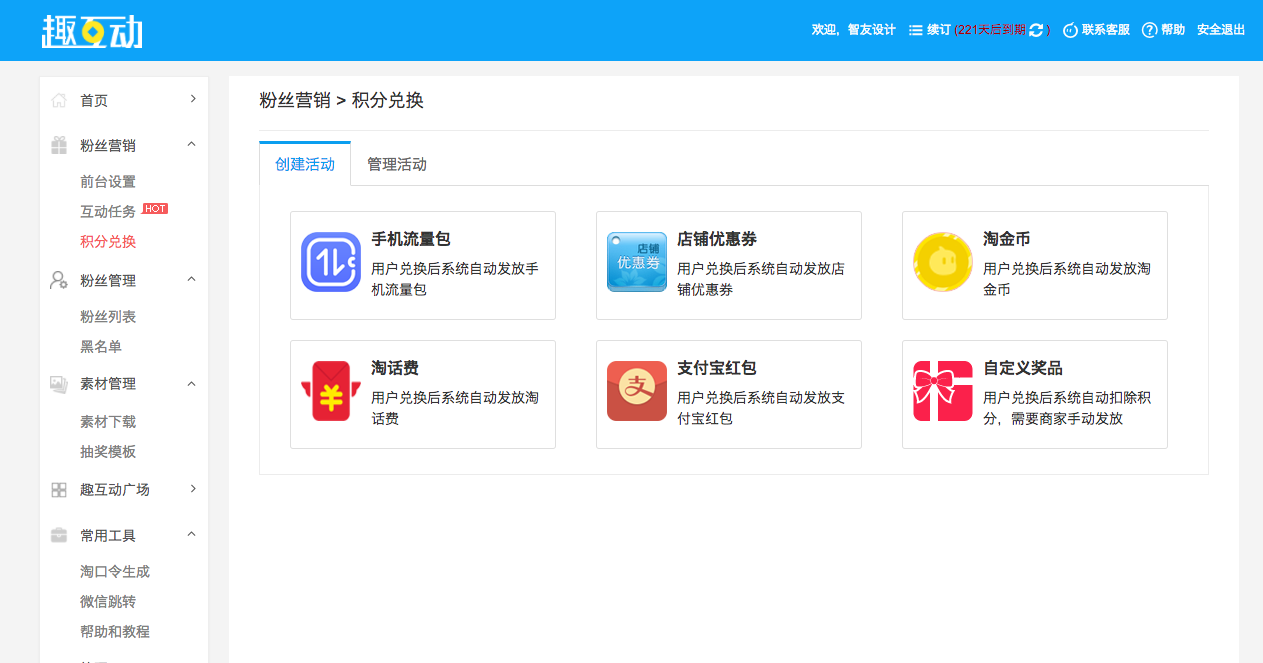 趣互动
欢迎，智友设计 续订 (221天后到期 ) 联系客服 帮助 安全退出
首页
粉丝营销
前台设置
互动任务 HOT
积分兑换
粉丝管理
粉丝列表
黑名单
素材管理
素材下载
抽奖模板
趣互动广场
常用工具
淘口令生成
微信跳转
帮助和教程
粉丝营销 > 积分兑换
创建活动 管理活动
手机流量包
用户兑换后系统自动发放手
机流量包
店铺
优惠券
店铺优惠券
用户兑换后系统自动发放店
铺优惠券
淘金币
用户兑换后系统自动发放淘
金币
淘话费
用户兑换后系统自动发放淘
话费
支
支付宝红包
用户兑换后系统自动发放支
付宝红包
自定义奖品
用户兑换后系统自动扣除积
分，需要商家手动发放